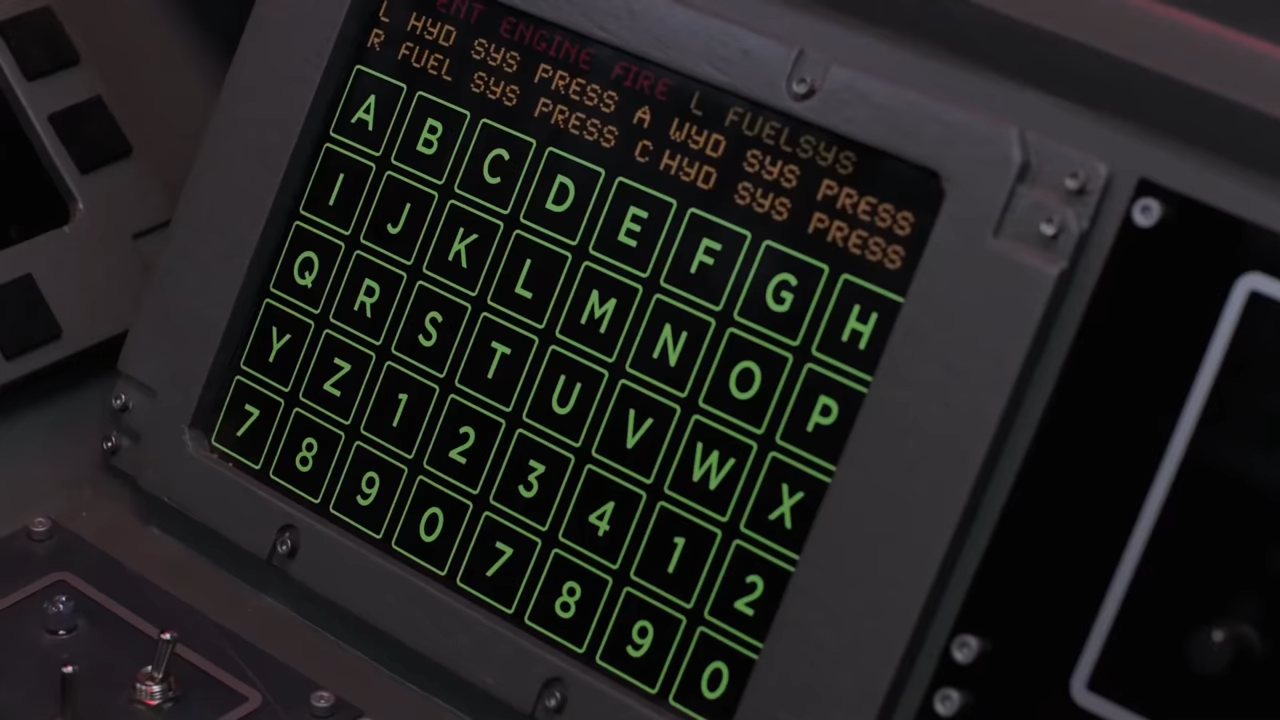 ENT ENGINE FIRE L FUELSYS
L HYD SYS PRESS A WYD SYS PRESS
R FUEL SYS PRESS C HYD SYS PRESS
A B C D E F G H
I J K L M N O P
Q R S T U V W X
Y Z 1 2 3 4 1 2
7 8 9 0 7 8 9 0